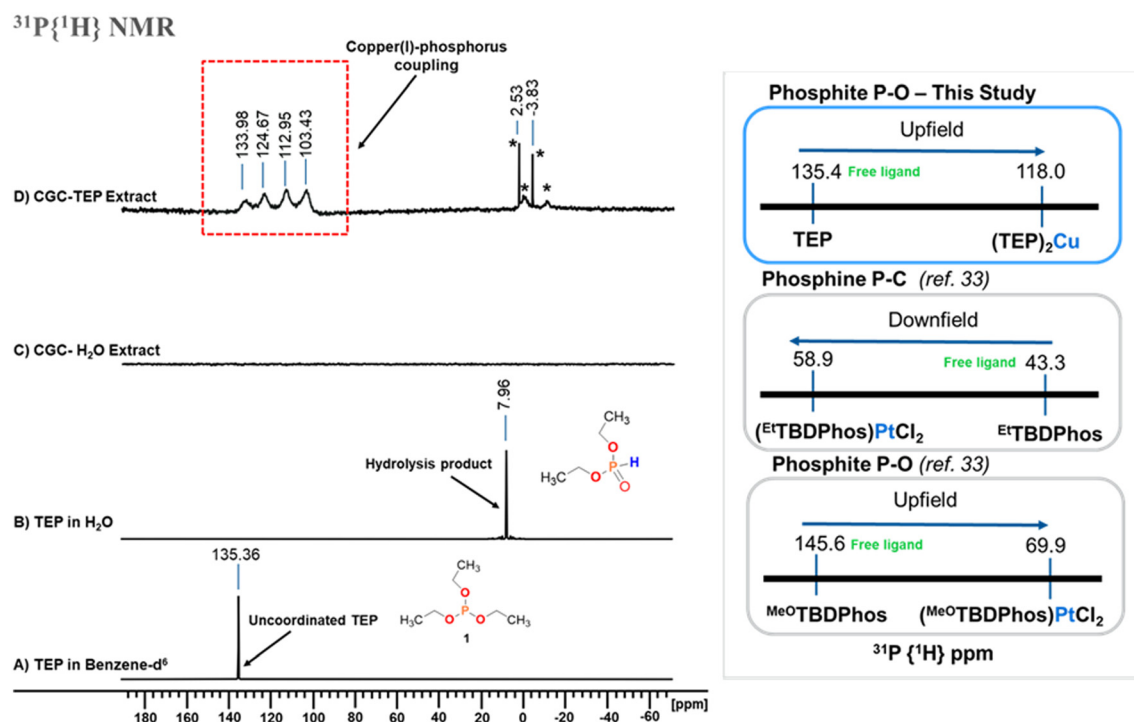 ³¹P{¹H} NMR
Copper(I)-phosphorus
coupling
133.98
124.67
112.95
103.43
2.53
-3.83
*
*
*
*
D) CGC-TEP Extract
C) CGC- H₂O Extract
7.96
CH₃
O
P
H
H₃C
O
O
Hydrolysis product
B) TEP in H₂O
135.36
CH₃
O
P
H₃C
O
O
CH₃
1
Uncoordinated TEP
A) TEP in Benzene-d⁶
180 160 140 120 100 80 60 40 20 0 -20 -40 -60 [ppm]
Phosphite P-O – This Study
Upfield
135.4 Free ligand 118.0
TEP (TEP)₂Cu
Phosphine P-C (ref. 33)
Downfield
58.9 Free ligand 43.3
(ᴱᵗTBDPhos)PtCl₂ ᴱᵗTBDPhos
Phosphite P-O (ref. 33)
Upfield
145.6 Free ligand 69.9
ᴹᵉᴼTBDPhos (ᴹᵉᴼTBDPhos)PtCl₂
³¹P {¹H} ppm